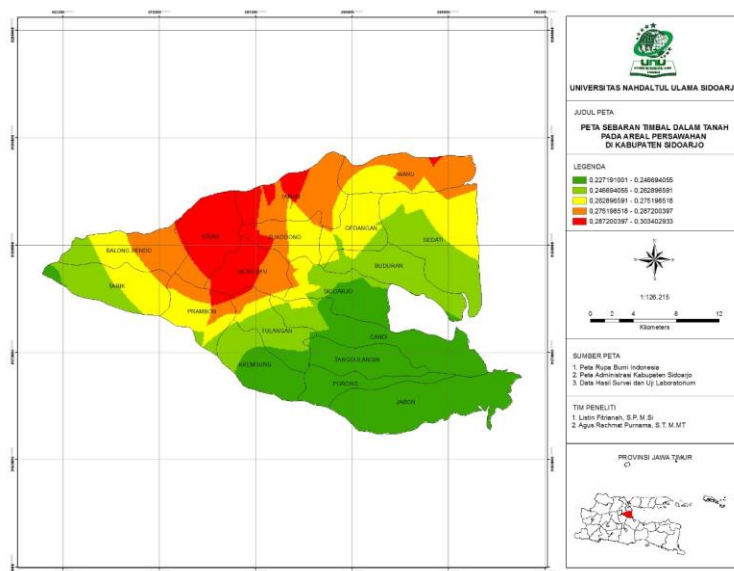 UNU
UNIVERSITAS NAHDALTUL ULAMA SIDOARJ
JUDUL PETA
PETA SEBARAN TIMBAL DALAM TANAH
PADA AREAL PERSAWAHAN
DI KABUPATEN SIDOARJO
LEGENDA
0,227191001 - 0,246694055
0,246694055 - 0,262896591
0,262896591 - 0,275198518
0,275198518 - 0,287200397
0,287200397 - 0,303402933
1:126,215
0 2 4 8 12
Kilometers
SUMBER PETA
1. Peta Rupa Bumi Indonesia
2. Peta Administrasi Kabupaten Sidoarjo
3. Data Hasil Survei dan Uji Laboratorium
TIM PENELITI
1. Listin Fitrianah, S.P, M.Si
2. Agus Rachmat Purnama, S.T, M.MT
PROVINSI JAWA TIMUR
WARU
TAMAN
GEDANGAN
SUKODONO
KRIAN
SEDATI
BALONG BENDO
BUDURAN
WONOAYU
TARIK
SIDOARJO
PRAMBON
TULANGAN
CANDI
TANGGULANGIN
KREMBUNG
PORONG
JABON